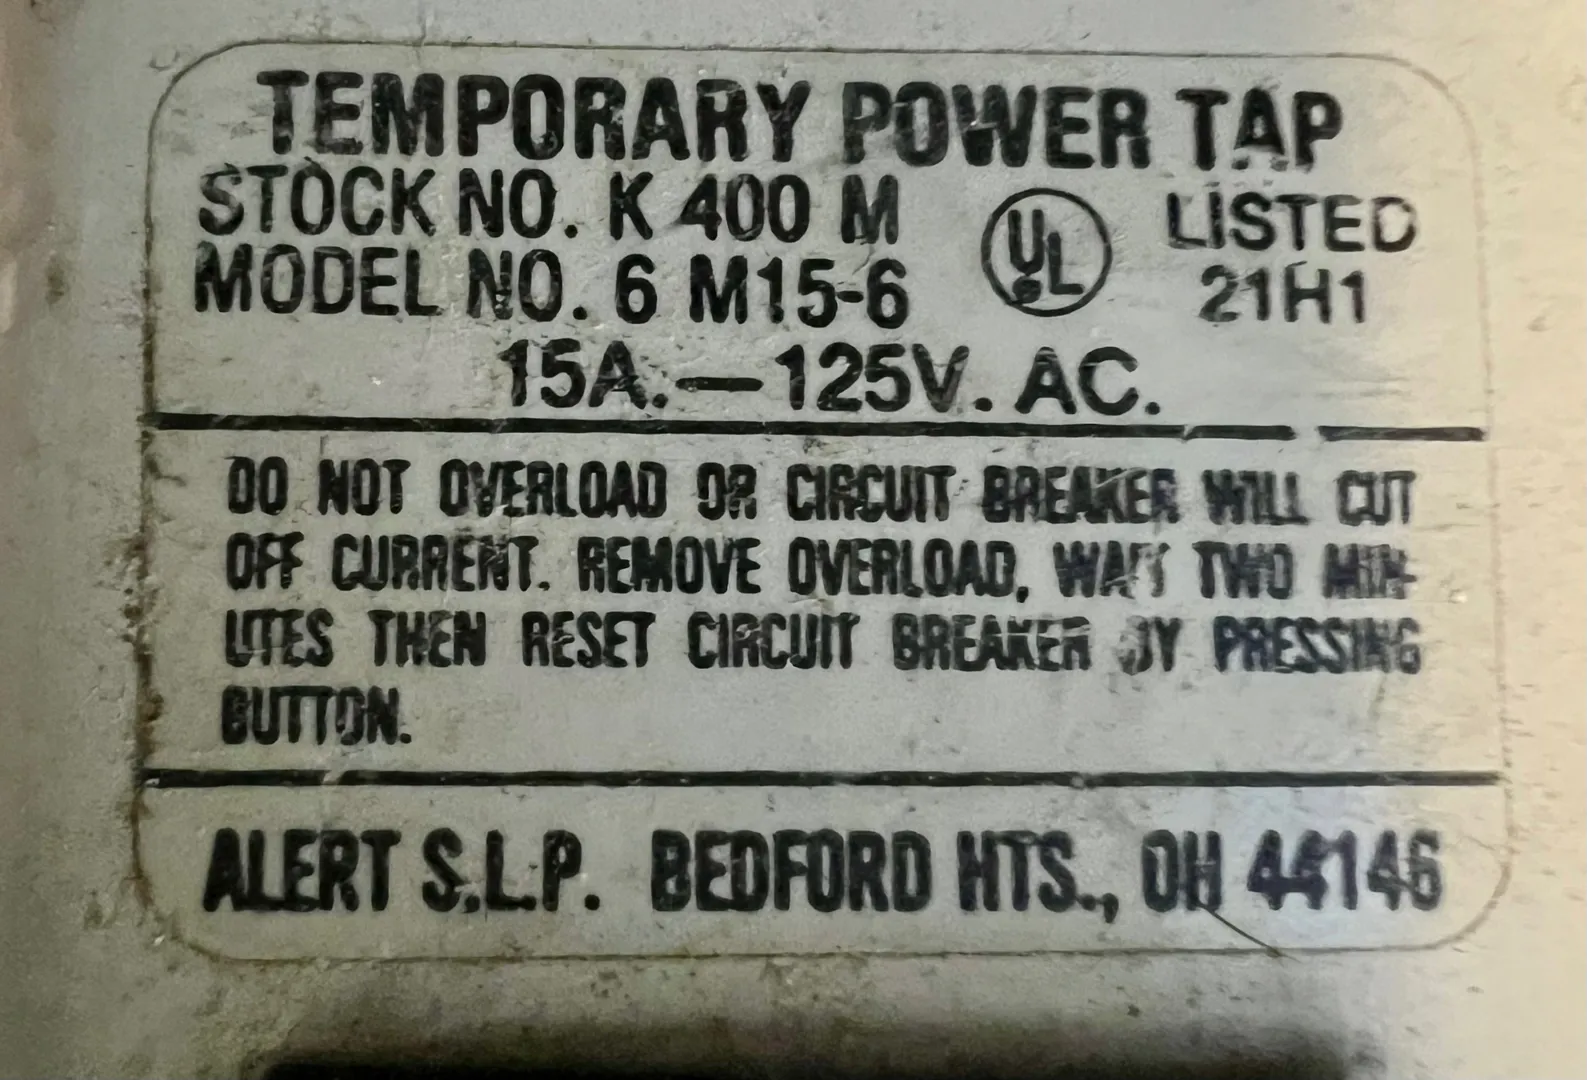 TEMPORARY POWER TAP
STOCK NO. K 400 M
MODEL NO. 6 M15-6
UL LISTED
21H1
15A.—125V. AC.
DO NOT OVERLOAD OR CIRCUIT BREAKER WILL CUT
OFF CURRENT. REMOVE OVERLOAD, WAIT TWO MIN-
UTES THEN RESET CIRCUIT BREAKER BY PRESSING
BUTTON.
ALERT S.L.P. BEDFORD HTS., OH 44146